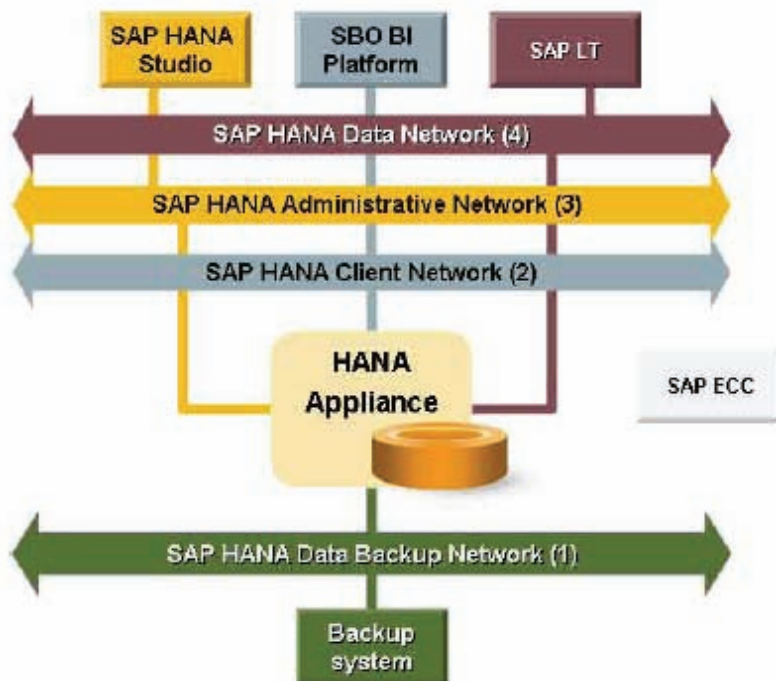 SAP HANA
Studio
SBO BI
Platform
SAP LT
SAP HANA Data Network (4)
SAP HANA Administrative Network (3)
SAP HANA Client Network (2)
HANA
Appliance
SAP ECC
SAP HANA Data Backup Network (1)
Backup
system